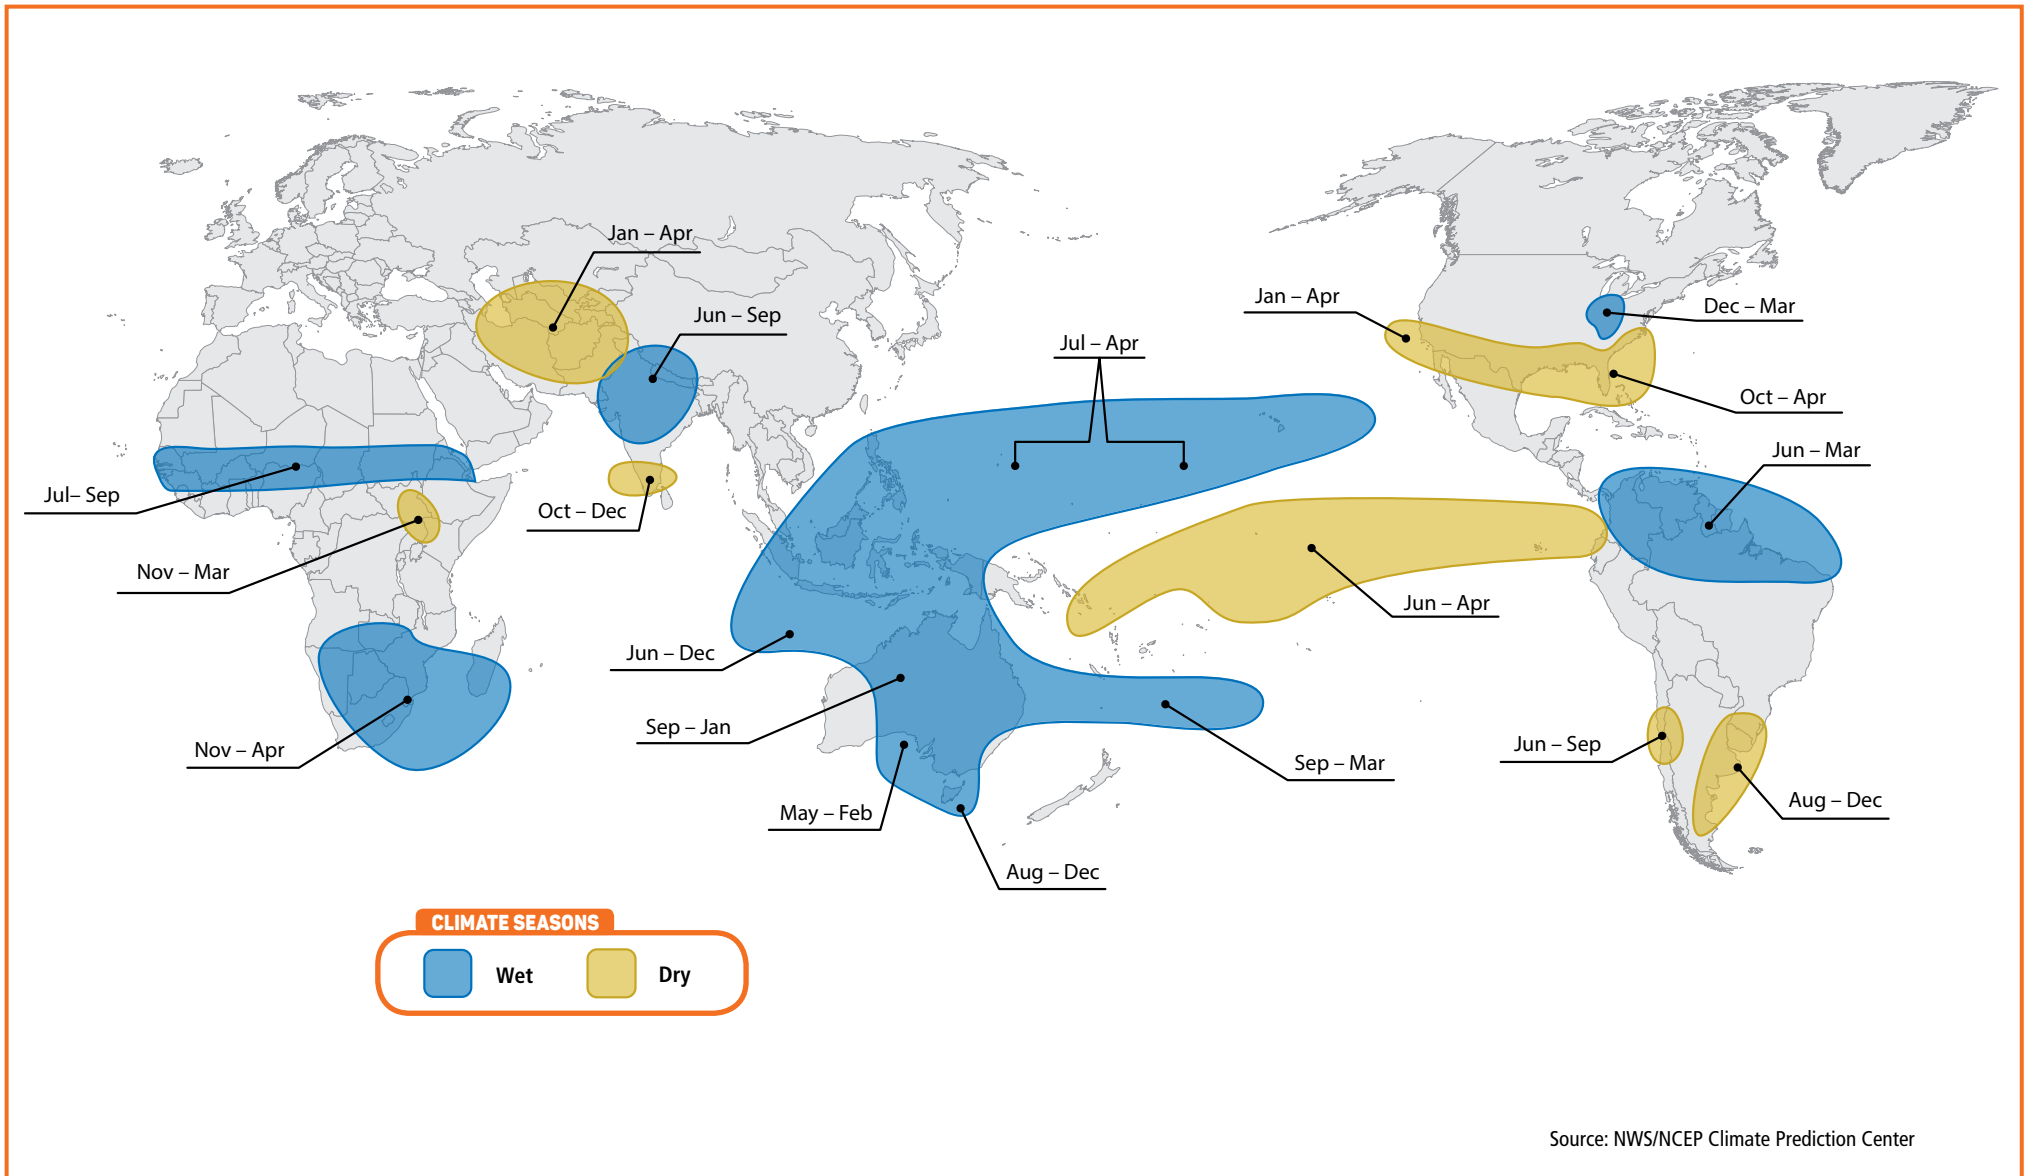 Jan – Apr
Jun – Sep
Jan – Apr
Dec – Mar
Jul – Apr
Oct – Apr
Jun – Mar
Jul– Sep
Oct – Dec
Nov – Mar
Jun – Apr
Jun – Dec
Sep – Jan
Nov – Apr
Sep – Mar
Jun – Sep
May – Feb
Aug – Dec
Aug – Dec
CLIMATE SEASONS
Wet
Dry
Source: NWS/NCEP Climate Prediction Center